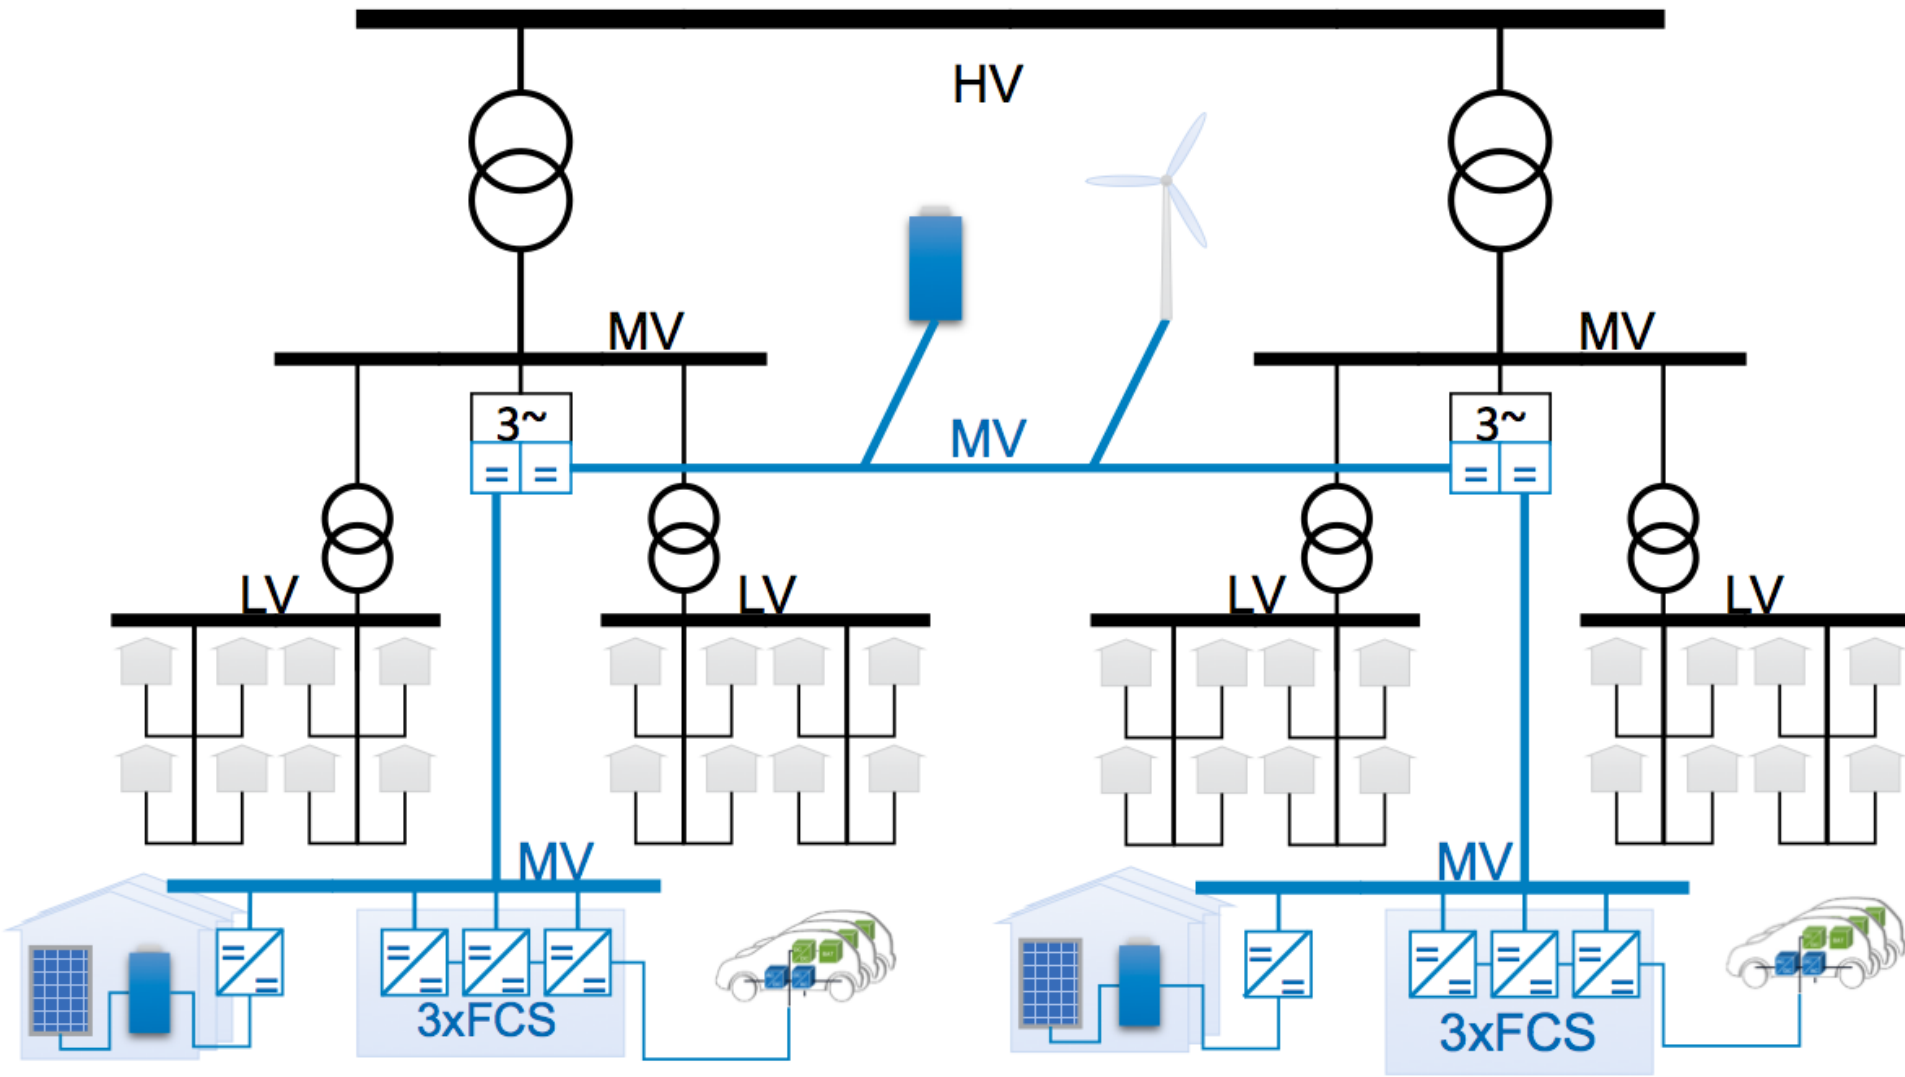 HV
MV
MV
3~
3~
MV
= =
= =
LV
LV
LV
LV
MV
MV
3xFCS
3xFCS